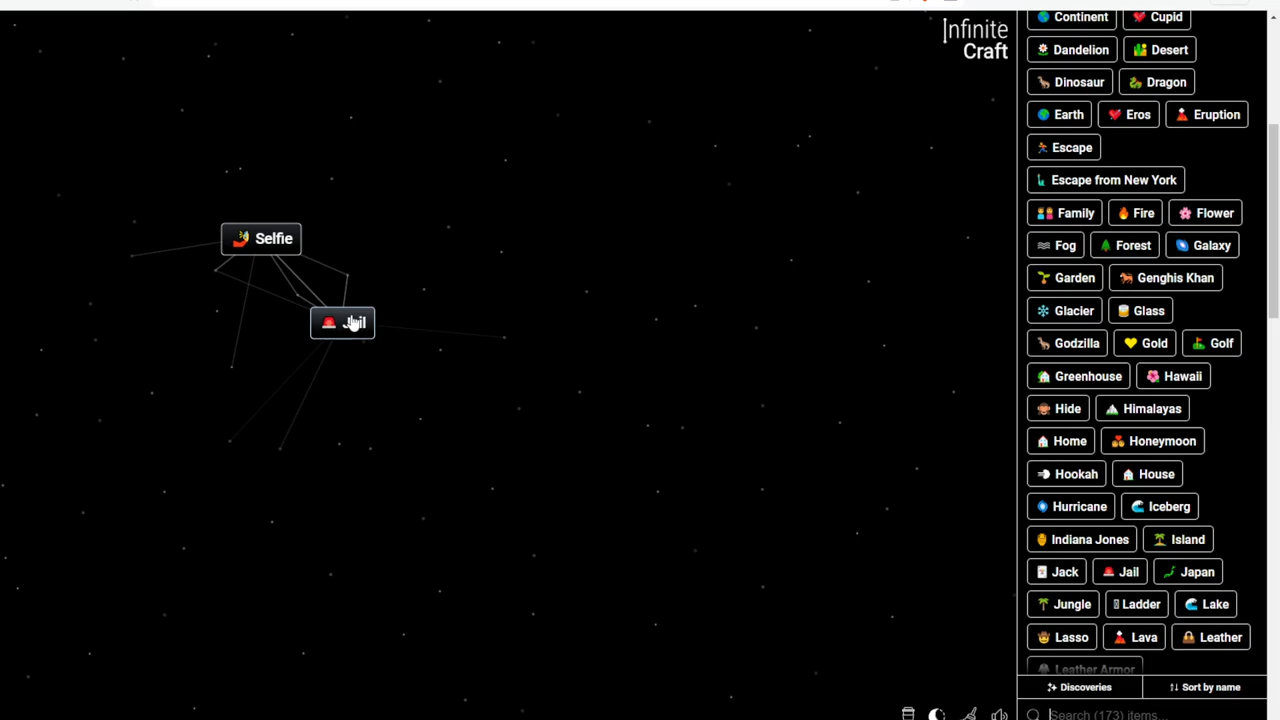 Infinite
Craft
Selfie
Continent Cupid
Dandelion Desert
Dinosaur Dragon
Earth Eros Eruption
Escape
Escape from New York
Family Fire Flower
Fog Forest Galaxy
Garden Genghis Khan
Glacier Glass
Godzilla Gold Golf
Greenhouse Hawaii
Hide Himalayas
Home Honeymoon
Hookah House
Hurricane Iceberg
Indiana Jones Island
Jack Jail Japan
Jungle Ladder Lake
Lasso Lava Leather
Leather Armor
Discoveries Sort by name
Search (173) items...